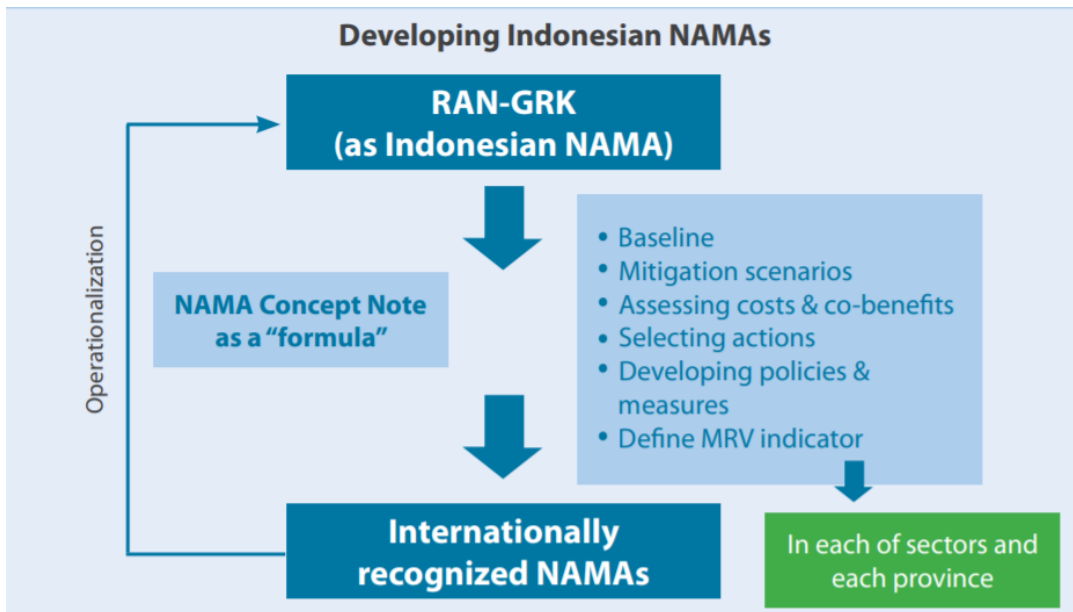 Developing Indonesian NAMAs
RAN-GRK
(as Indonesian NAMA)
Operationalization
NAMA Concept Note
as a “formula”
• Baseline
• Mitigation scenarios
• Assessing costs & co-benefits
• Selecting actions
• Developing policies &
measures
• Define MRV indicator
Internationally
recognized NAMAs
In each of sectors and
each province